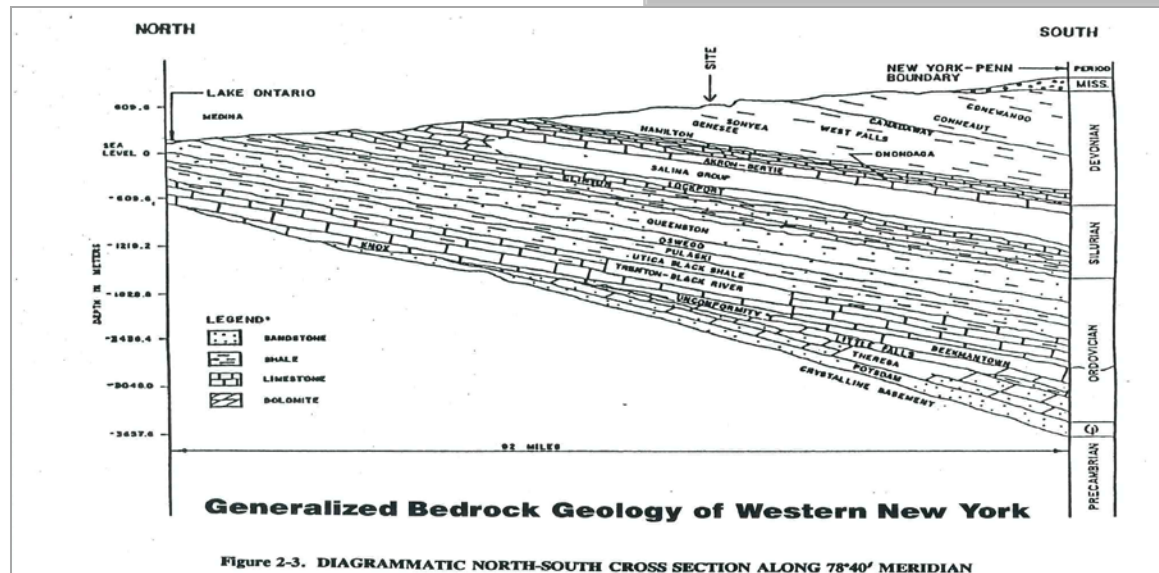 NORTH
SOUTH
SITE
NEW YORK-PENN
BOUNDARY
PERIOD
MISS.
LAKE ONTARIO
609.6
MEDINA
SEA
LEVEL 0
-609.6
-1219.2
DEPTH IN METERS
CONEWANGO
CONNEAUT
CANADAWAY
WEST FALLS
SONYEA
GENESEE
HAMILTON
ONONDAGA
AKRON-BERTIE
SALINA GROUP
LOCKPORT
CLINTON
QUEENSTON
OSWEGO
PULASKI
UTICA BLACK SHALE
TRENTON-BLACK RIVER
KNOX
UNCONFORMITY
LITTLE FALLS
BEEKMANTOWN
THERESA
POTSDAM
CRYSTALLINE BASEMENT
DEVONIAN
SILURIAN
ORDOVICIAN
PRECAMBRIAN
LEGEND*
SANDSTONE
SHALE
LIMESTONE
DOLOMITE
92 MILES
Generalized Bedrock Geology of Western New York
Figure 2-3. DIAGRAMMATIC NORTH-SOUTH CROSS SECTION ALONG 78°40′ MERIDIAN